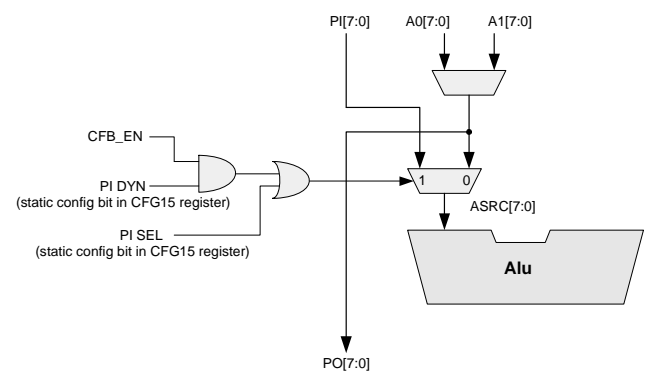 PI[7:0] A0[7:0] A1[7:0]
CFB_EN
PI DYN
(static config bit in CFG15 register)
1 0
PI SEL
(static config bit in CFG15 register)
ASRC[7:0]
Alu
PO[7:0]